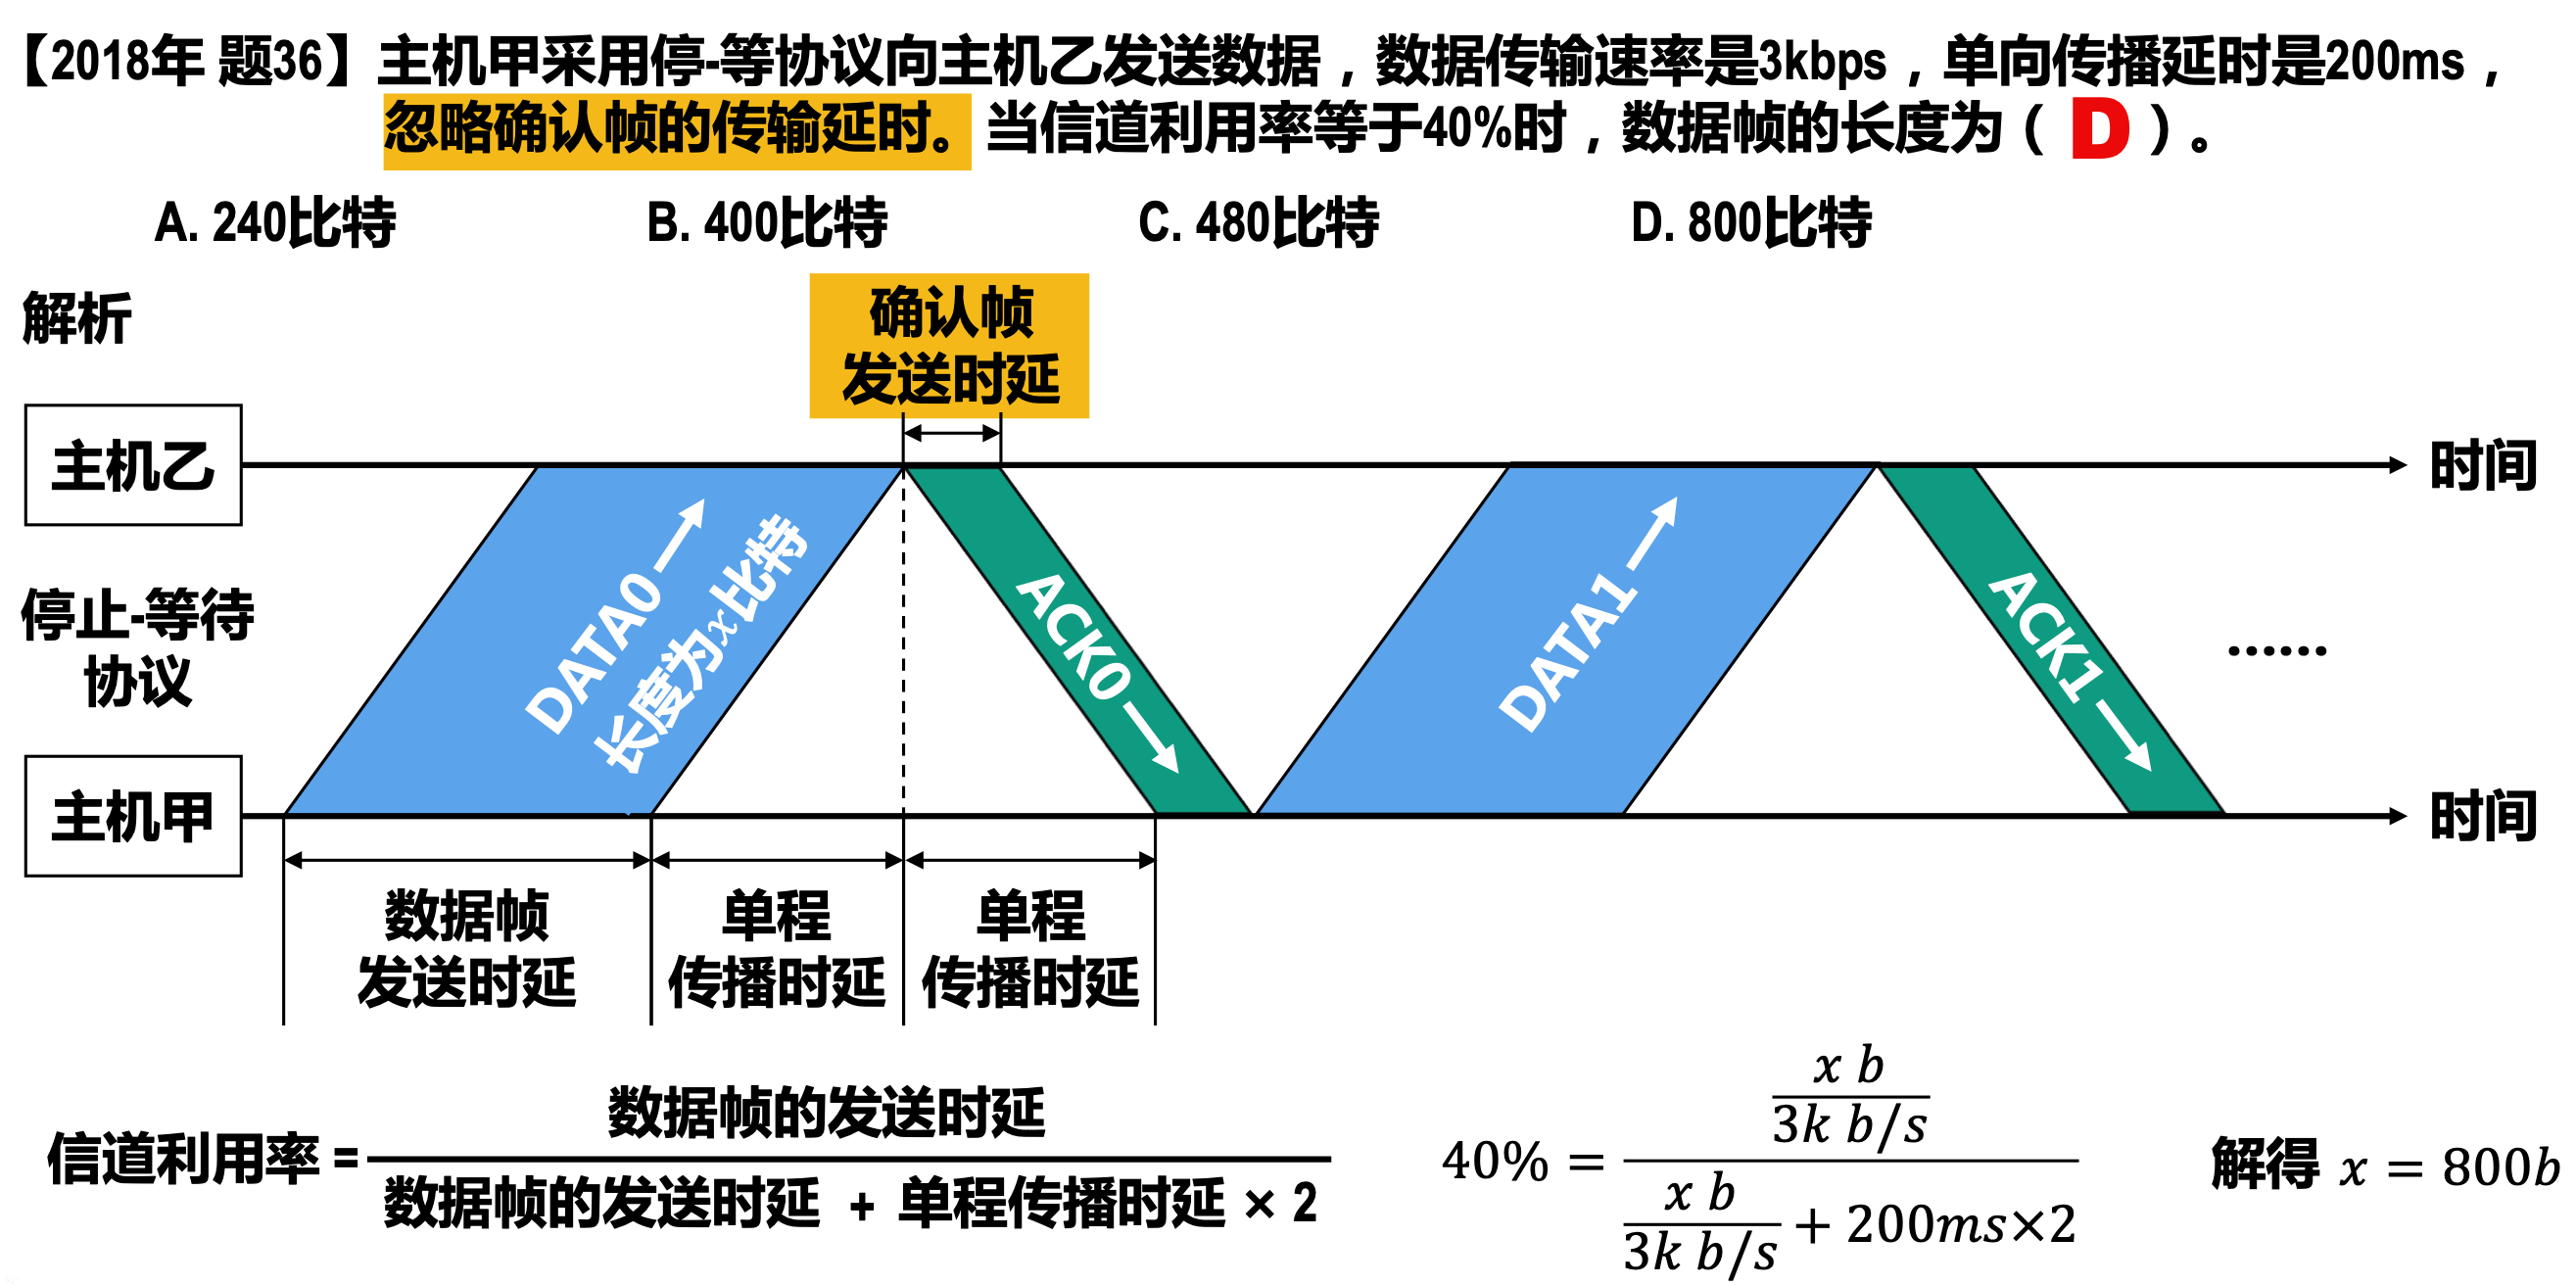 【2018年 题36】主机甲采用停-等协议向主机乙发送数据，数据传输速率是3kbps，单向传播延时是200ms，
忽略确认帧的传输延时。当信道利用率等于40%时，数据帧的长度为（ D ）。
A. 240比特 B. 400比特 C. 480比特 D. 800比特
解析
确认帧
发送时延
主机乙
时间
DATA0
长度为x比特
ACK0
DATA1
ACK1
停止-等待
协议
……
主机甲
时间
数据帧
发送时延
单程
传播时延
单程
传播时延
信道利用率 =
数据帧的发送时延
数据帧的发送时延 + 单程传播时延 × 2
40% =
x b
3k b/s
x b
3k b/s
+ 200ms×2
解得 x = 800b